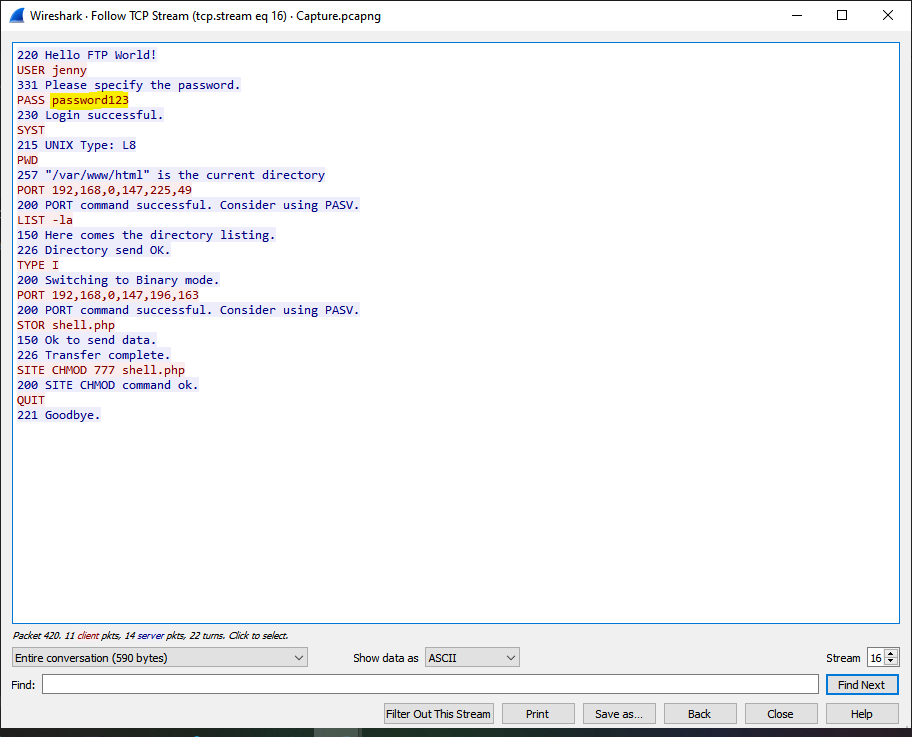 Wireshark · Follow TCP Stream (tcp.stream eq 16) · Capture.pcapng
220 Hello FTP World!
USER jenny
331 Please specify the password.
PASS password123
230 Login successful.
SYST
215 UNIX Type: L8
PWD
257 "/var/www/html" is the current directory
PORT 192,168,0,147,225,49
200 PORT command successful. Consider using PASV.
LIST -la
150 Here comes the directory listing.
226 Directory send OK.
TYPE I
200 Switching to Binary mode.
PORT 192,168,0,147,196,163
200 PORT command successful. Consider using PASV.
STOR shell.php
150 Ok to send data.
226 Transfer complete.
SITE CHMOD 777 shell.php
200 SITE CHMOD command ok.
QUIT
221 Goodbye.
Packet 420. 11 client pkts, 14 server pkts, 22 turns. Click to select.
Entire conversation (590 bytes) Show data as ASCII Stream 16
Find: Find Next
Filter Out This Stream Print Save as... Back Close Help